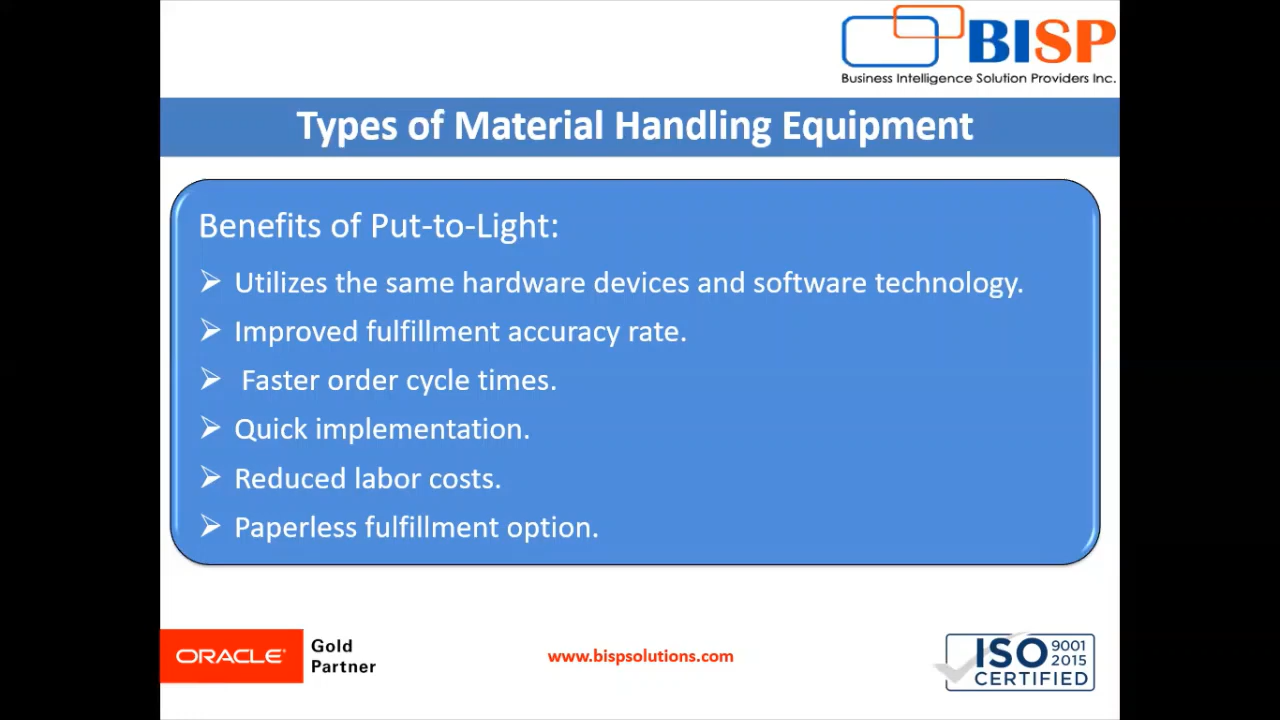 BISP
Business Intelligence Solution Providers Inc.
Types of Material Handling Equipment
Benefits of Put-to-Light:
Utilizes the same hardware devices and software technology.
Improved fulfillment accuracy rate.
Faster order cycle times.
Quick implementation.
Reduced labor costs.
Paperless fulfillment option.
ORACLE
Gold
Partner
www.bispsolutions.com
ISO 9001
2015
CERTIFIED